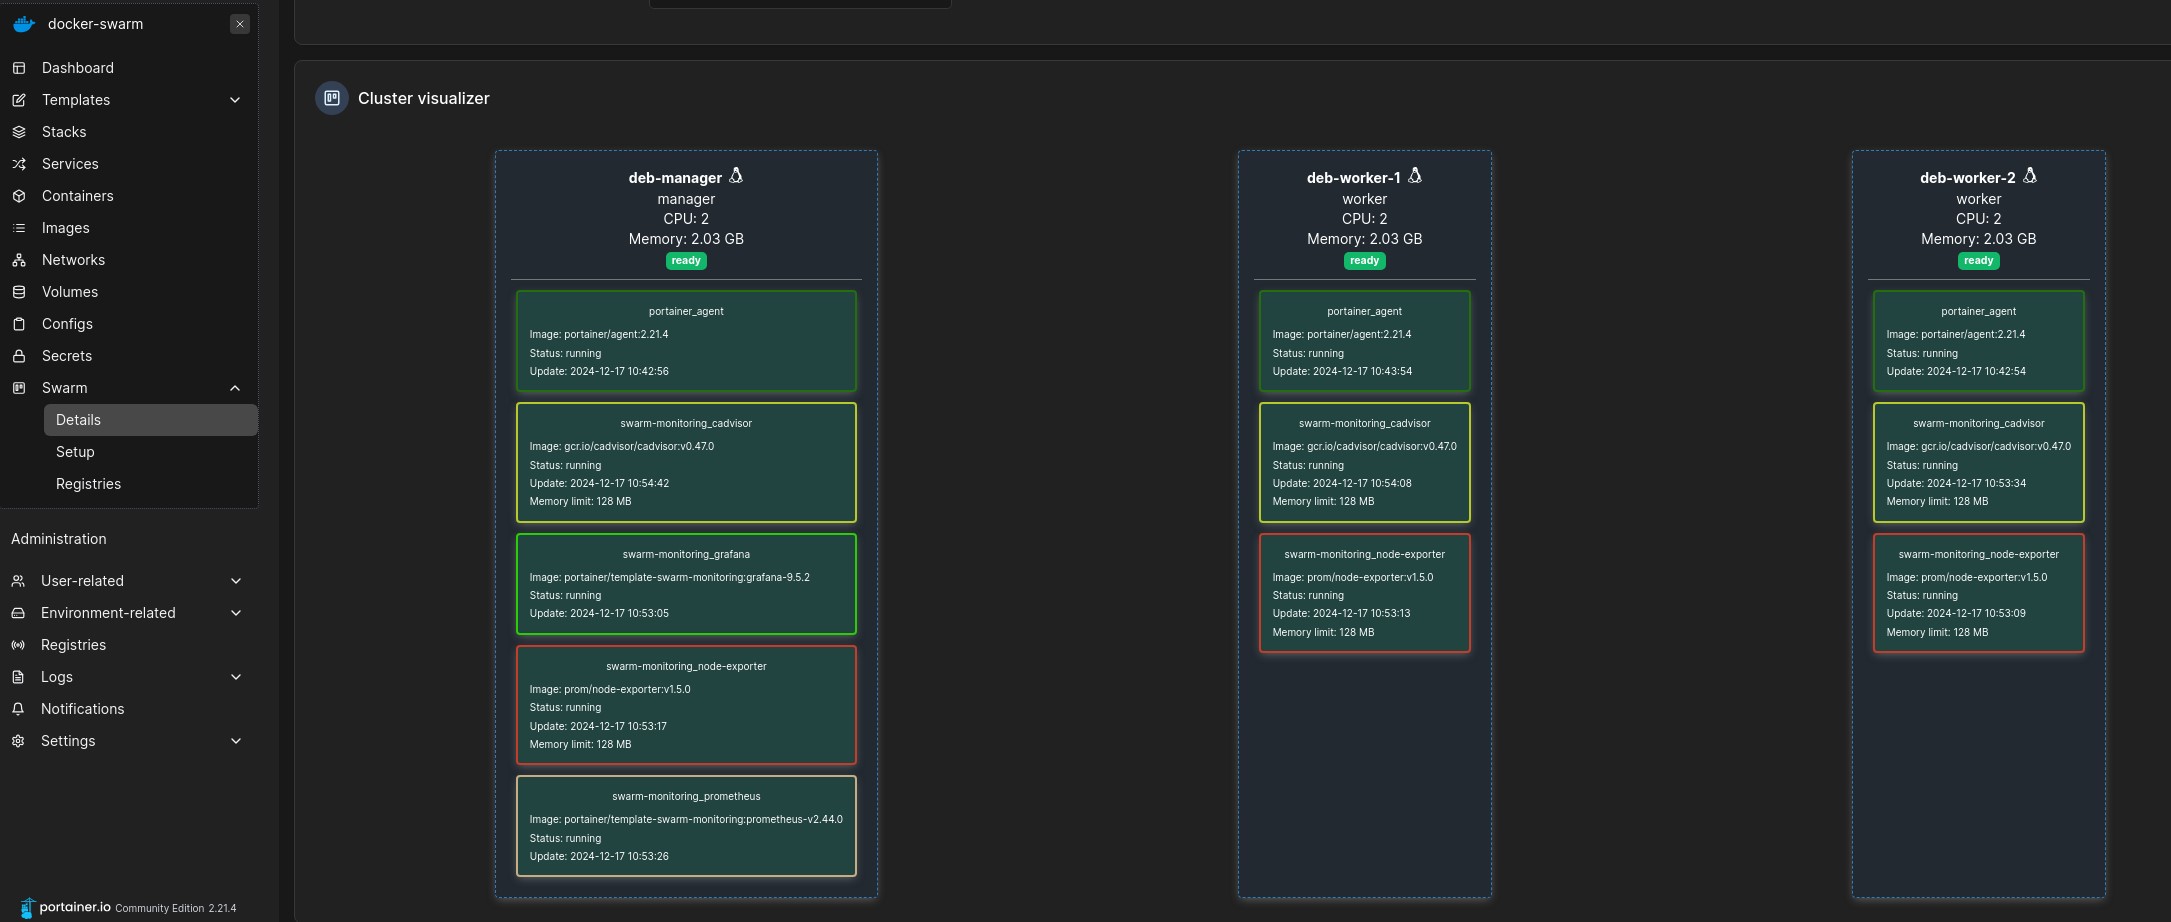 docker-swarm
Dashboard
Templates
Stacks
Services
Containers
Images
Networks
Volumes
Configs
Secrets
Swarm
Details
Setup
Registries
Administration
User-related
Environment-related
Registries
Logs
Notifications
Settings
portainer.io Community Edition 2.21.4
Cluster visualizer
deb-manager
manager
CPU: 2
Memory: 2.03 GB
ready
portainer_agent
Image: portainer/agent:2.21.4
Status: running
Update: 2024-12-17 10:42:56
swarm-monitoring_cadvisor
Image: gcr.io/cadvisor/cadvisor:v0.47.0
Status: running
Update: 2024-12-17 10:54:42
Memory limit: 128 MB
swarm-monitoring_grafana
Image: portainer/template-swarm-monitoring:grafana-9.5.2
Status: running
Update: 2024-12-17 10:53:05
swarm-monitoring_node-exporter
Image: prom/node-exporter:v1.5.0
Status: running
Update: 2024-12-17 10:53:17
Memory limit: 128 MB
swarm-monitoring_prometheus
Image: portainer/template-swarm-monitoring:prometheus-v2.44.0
Status: running
Update: 2024-12-17 10:53:26
deb-worker-1
worker
CPU: 2
Memory: 2.03 GB
ready
portainer_agent
Image: portainer/agent:2.21.4
Status: running
Update: 2024-12-17 10:43:54
swarm-monitoring_cadvisor
Image: gcr.io/cadvisor/cadvisor:v0.47.0
Status: running
Update: 2024-12-17 10:54:08
Memory limit: 128 MB
swarm-monitoring_node-exporter
Image: prom/node-exporter:v1.5.0
Status: running
Update: 2024-12-17 10:53:13
Memory limit: 128 MB
deb-worker-2
worker
CPU: 2
Memory: 2.03 GB
ready
portainer_agent
Image: portainer/agent:2.21.4
Status: running
Update: 2024-12-17 10:42:54
swarm-monitoring_cadvisor
Image: gcr.io/cadvisor/cadvisor:v0.47.0
Status: running
Update: 2024-12-17 10:53:34
Memory limit: 128 MB
swarm-monitoring_node-exporter
Image: prom/node-exporter:v1.5.0
Status: running
Update: 2024-12-17 10:53:09
Memory limit: 128 MB